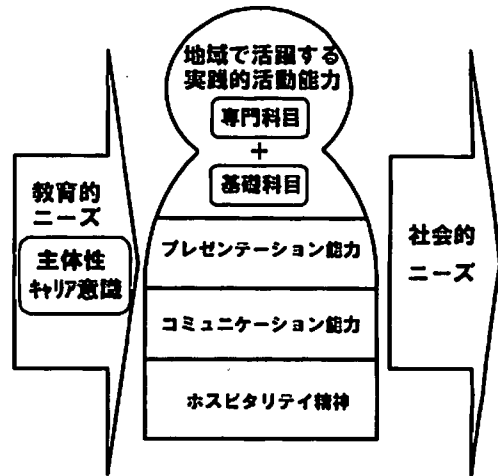 地域で活躍する
実践的活動能力
専門科目
+
基礎科目
教育的
ニーズ
主体性
キャリア意識
プレゼンテーション能力
コミュニケーション能力
ホスピタリテイ精神
社会的
ニーズ